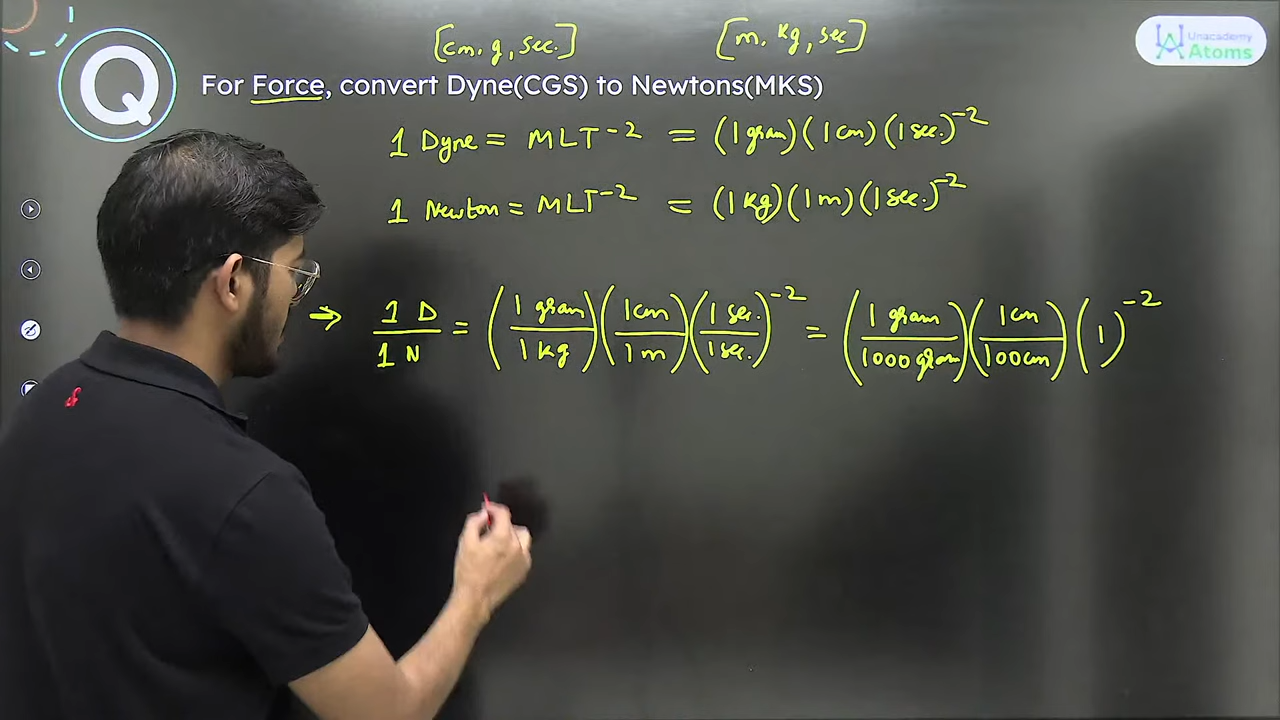 [cm. g, sec.] [m. kg, sec]
Unacademy
Atoms
Q For Force, convert Dyne(CGS) to Newtons(MKS)
1 Dyne = MLT-2 = (1 gram)(1 cm)(1 sec.)^-2
1 Newton = MLT-2 = (1 kg)(1 m)(1 sec.)^-2
⇒ 1 D / 1 N = (1 gram / 1 kg)(1 cm / 1 m)(1 sec. / 1 sec.)^-2 = (1 gram / 1000 gram)(1 cm / 100 cm)(1)^-2